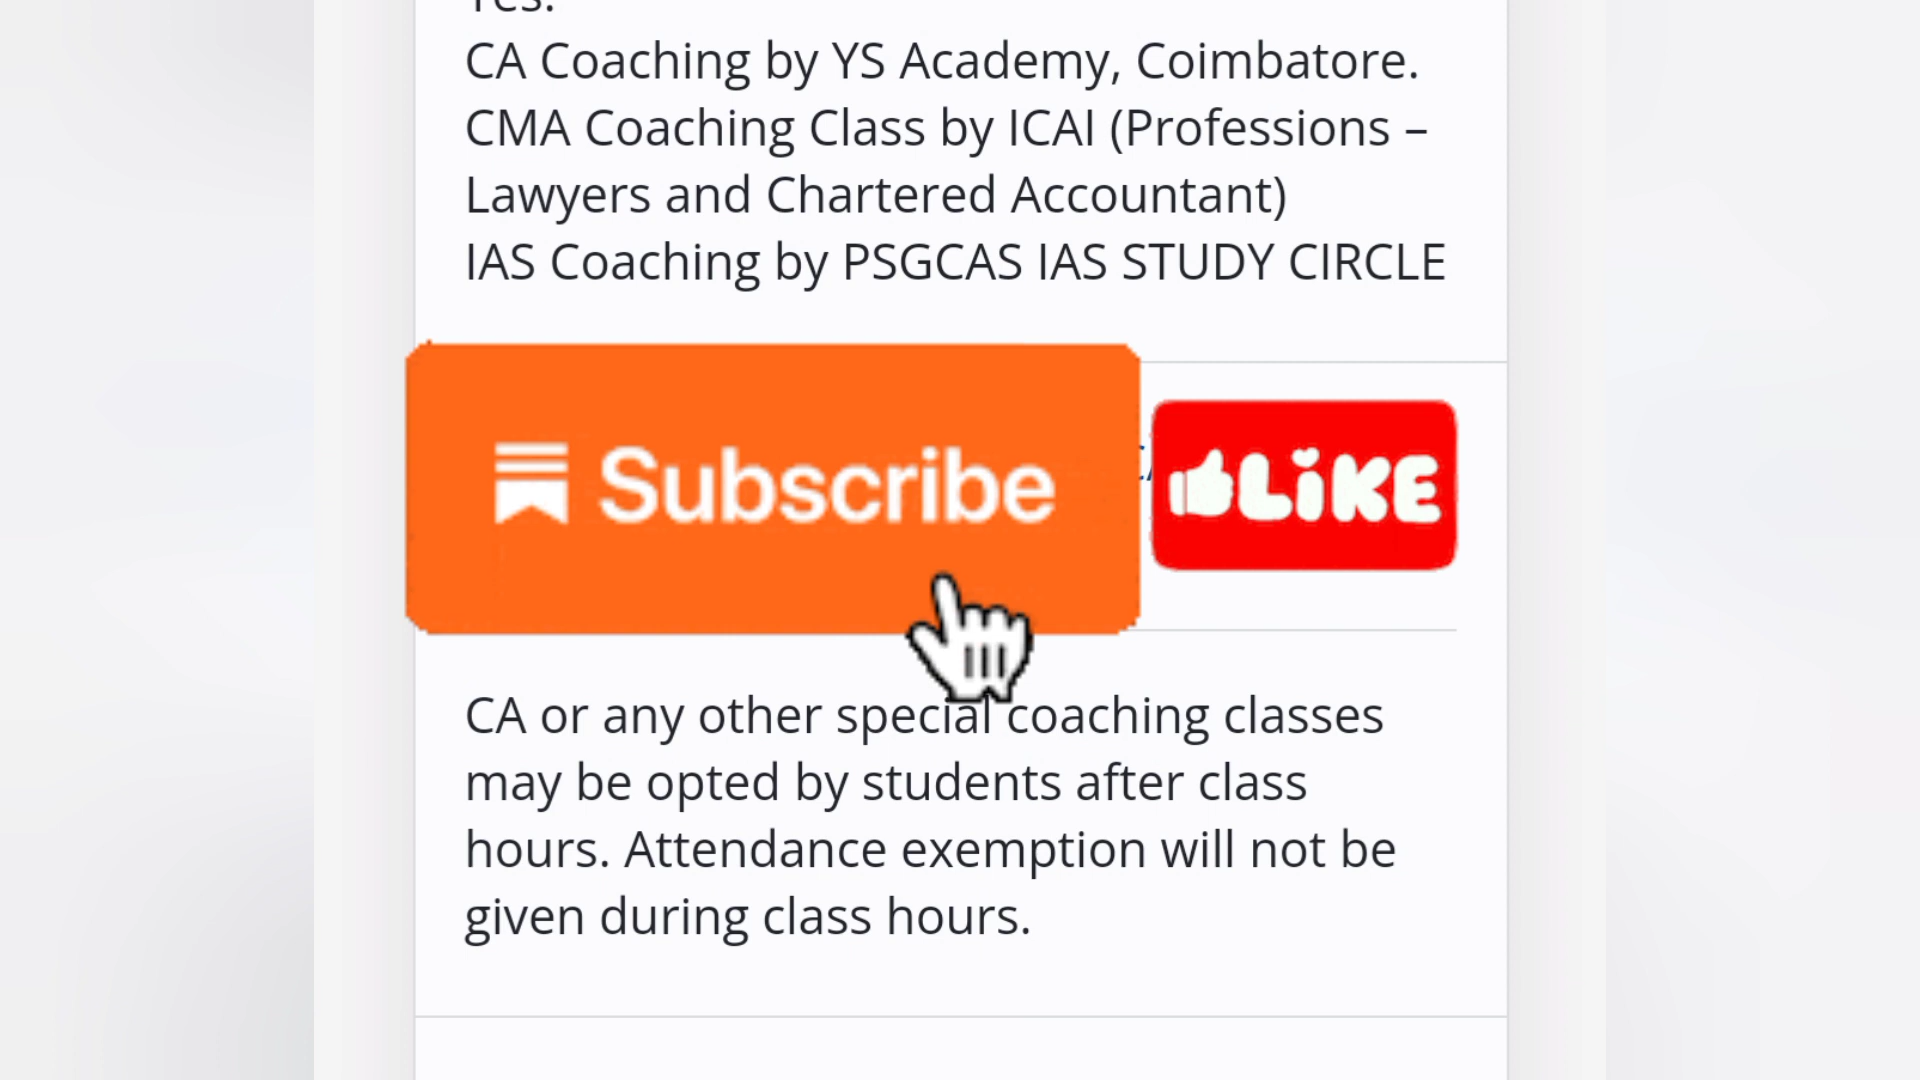 Yes.
CA Coaching by YS Academy, Coimbatore.
CMA Coaching Class by ICAI (Professions –
Lawyers and Chartered Accountant)
IAS Coaching by PSGCAS IAS STUDY CIRCLE
Subscribe
LiKE
CA or any other special coaching classes
may be opted by students after class
hours. Attendance exemption will not be
given during class hours.